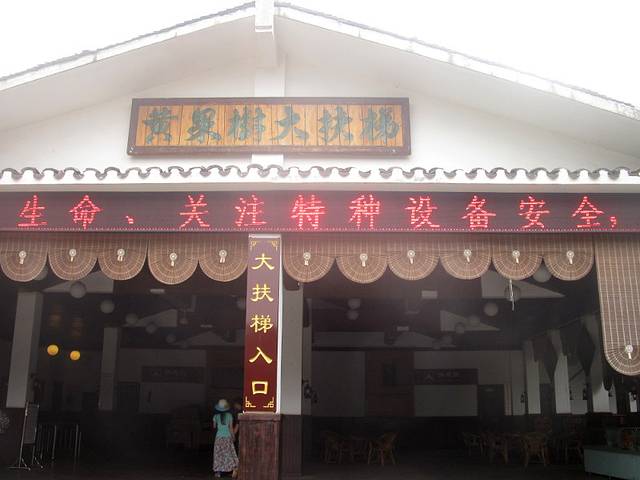 黄果树大扶梯
生命、关注特种设备安全,
大扶梯入口